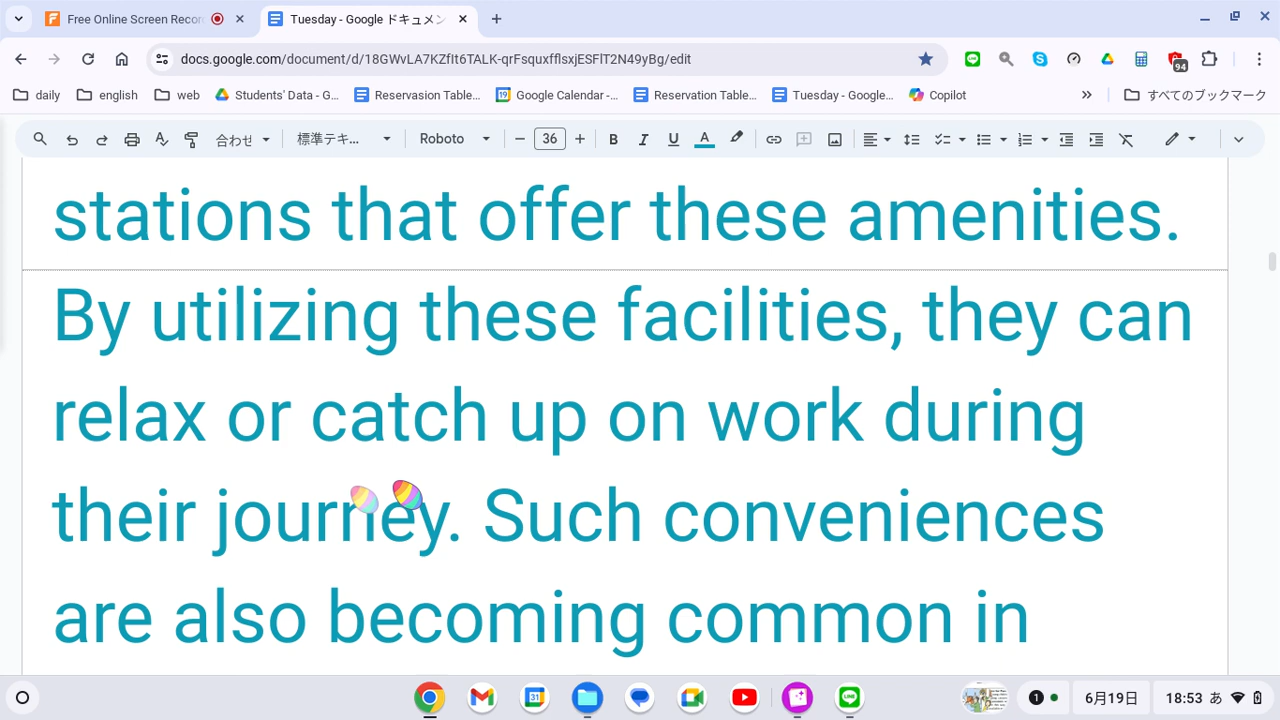 Free Online Screen Recor
Tuesday - Google ドキュメン
docs.google.com/document/d/18GWvLA7KZfIt6TALK-qrFsquxfflsxjESFlT2N49yBg/edit
94
daily
english
web
Students' Data - G...
Reservasion Table...
Google Calendar -...
Reservation Table...
Tuesday - Google...
Copilot
すべてのブックマーク
合わせ
標準テキ...
Roboto
36
stations that offer these amenities.
By utilizing these facilities, they can
relax or catch up on work during
their journey. Such conveniences
are also becoming common in
31
1
6月19日
18:53 あ